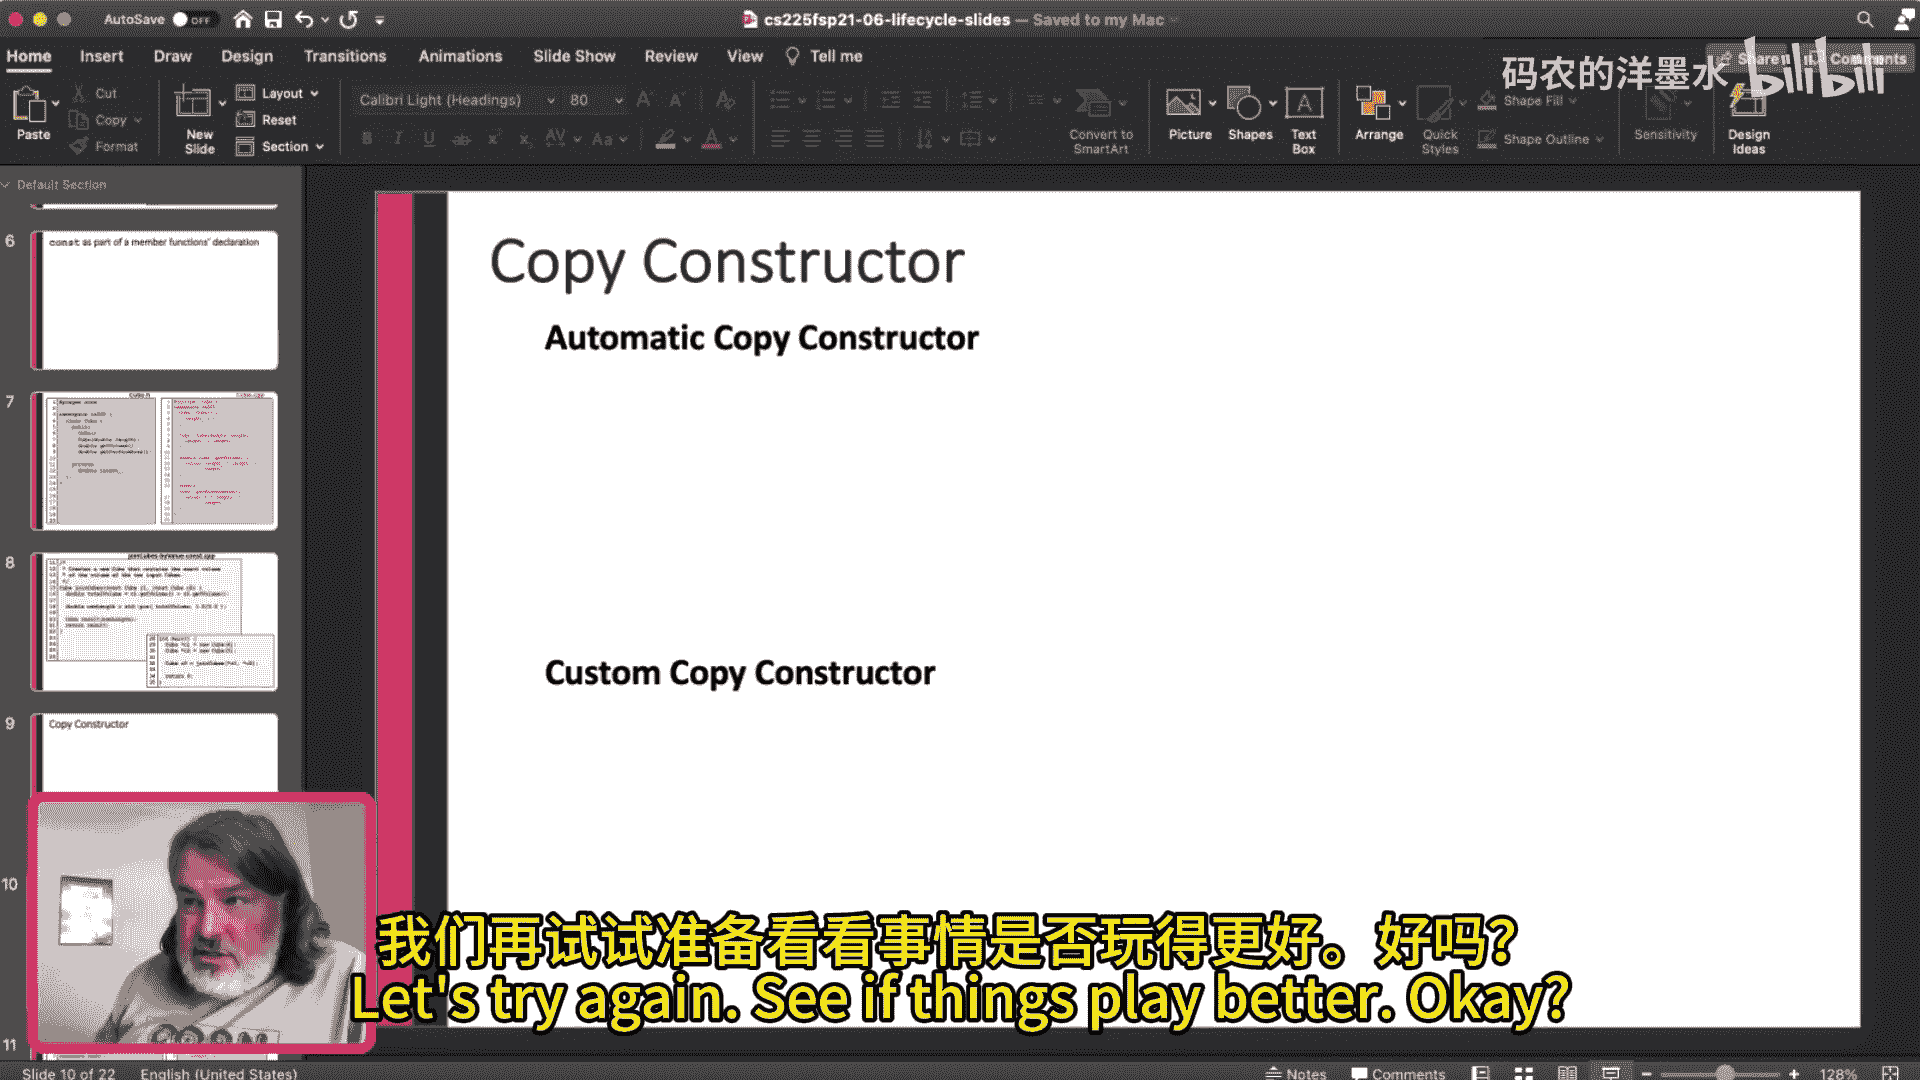 AutoSave OFF
cs225fsp21-06-lifecycle-slides — Saved to my Mac
Home Insert Draw Design Transitions Animations Slide Show Review View Tell me
Share Comments
码农的洋墨水 bilibili
Paste
Cut
Copy
Format
New Slide
Layout
Reset
Section
Calibri Light (Headings) 80
Convert to SmartArt
Picture
Shapes
Text Box
Arrange
Quick Styles
Shape Fill
Shape Outline
Sensitivity
Design Ideas
Default Section
6
const as part of a member functions' declaration
7
8
9
Copy Constructor
10
11
Copy Constructor
Automatic Copy Constructor
Custom Copy Constructor
我们再试试准备看看事情是否玩得更好。好吗?
Let's try again. See if things play better. Okay?
Slide 10 of 22 English (United States)
Notes Comments 128%